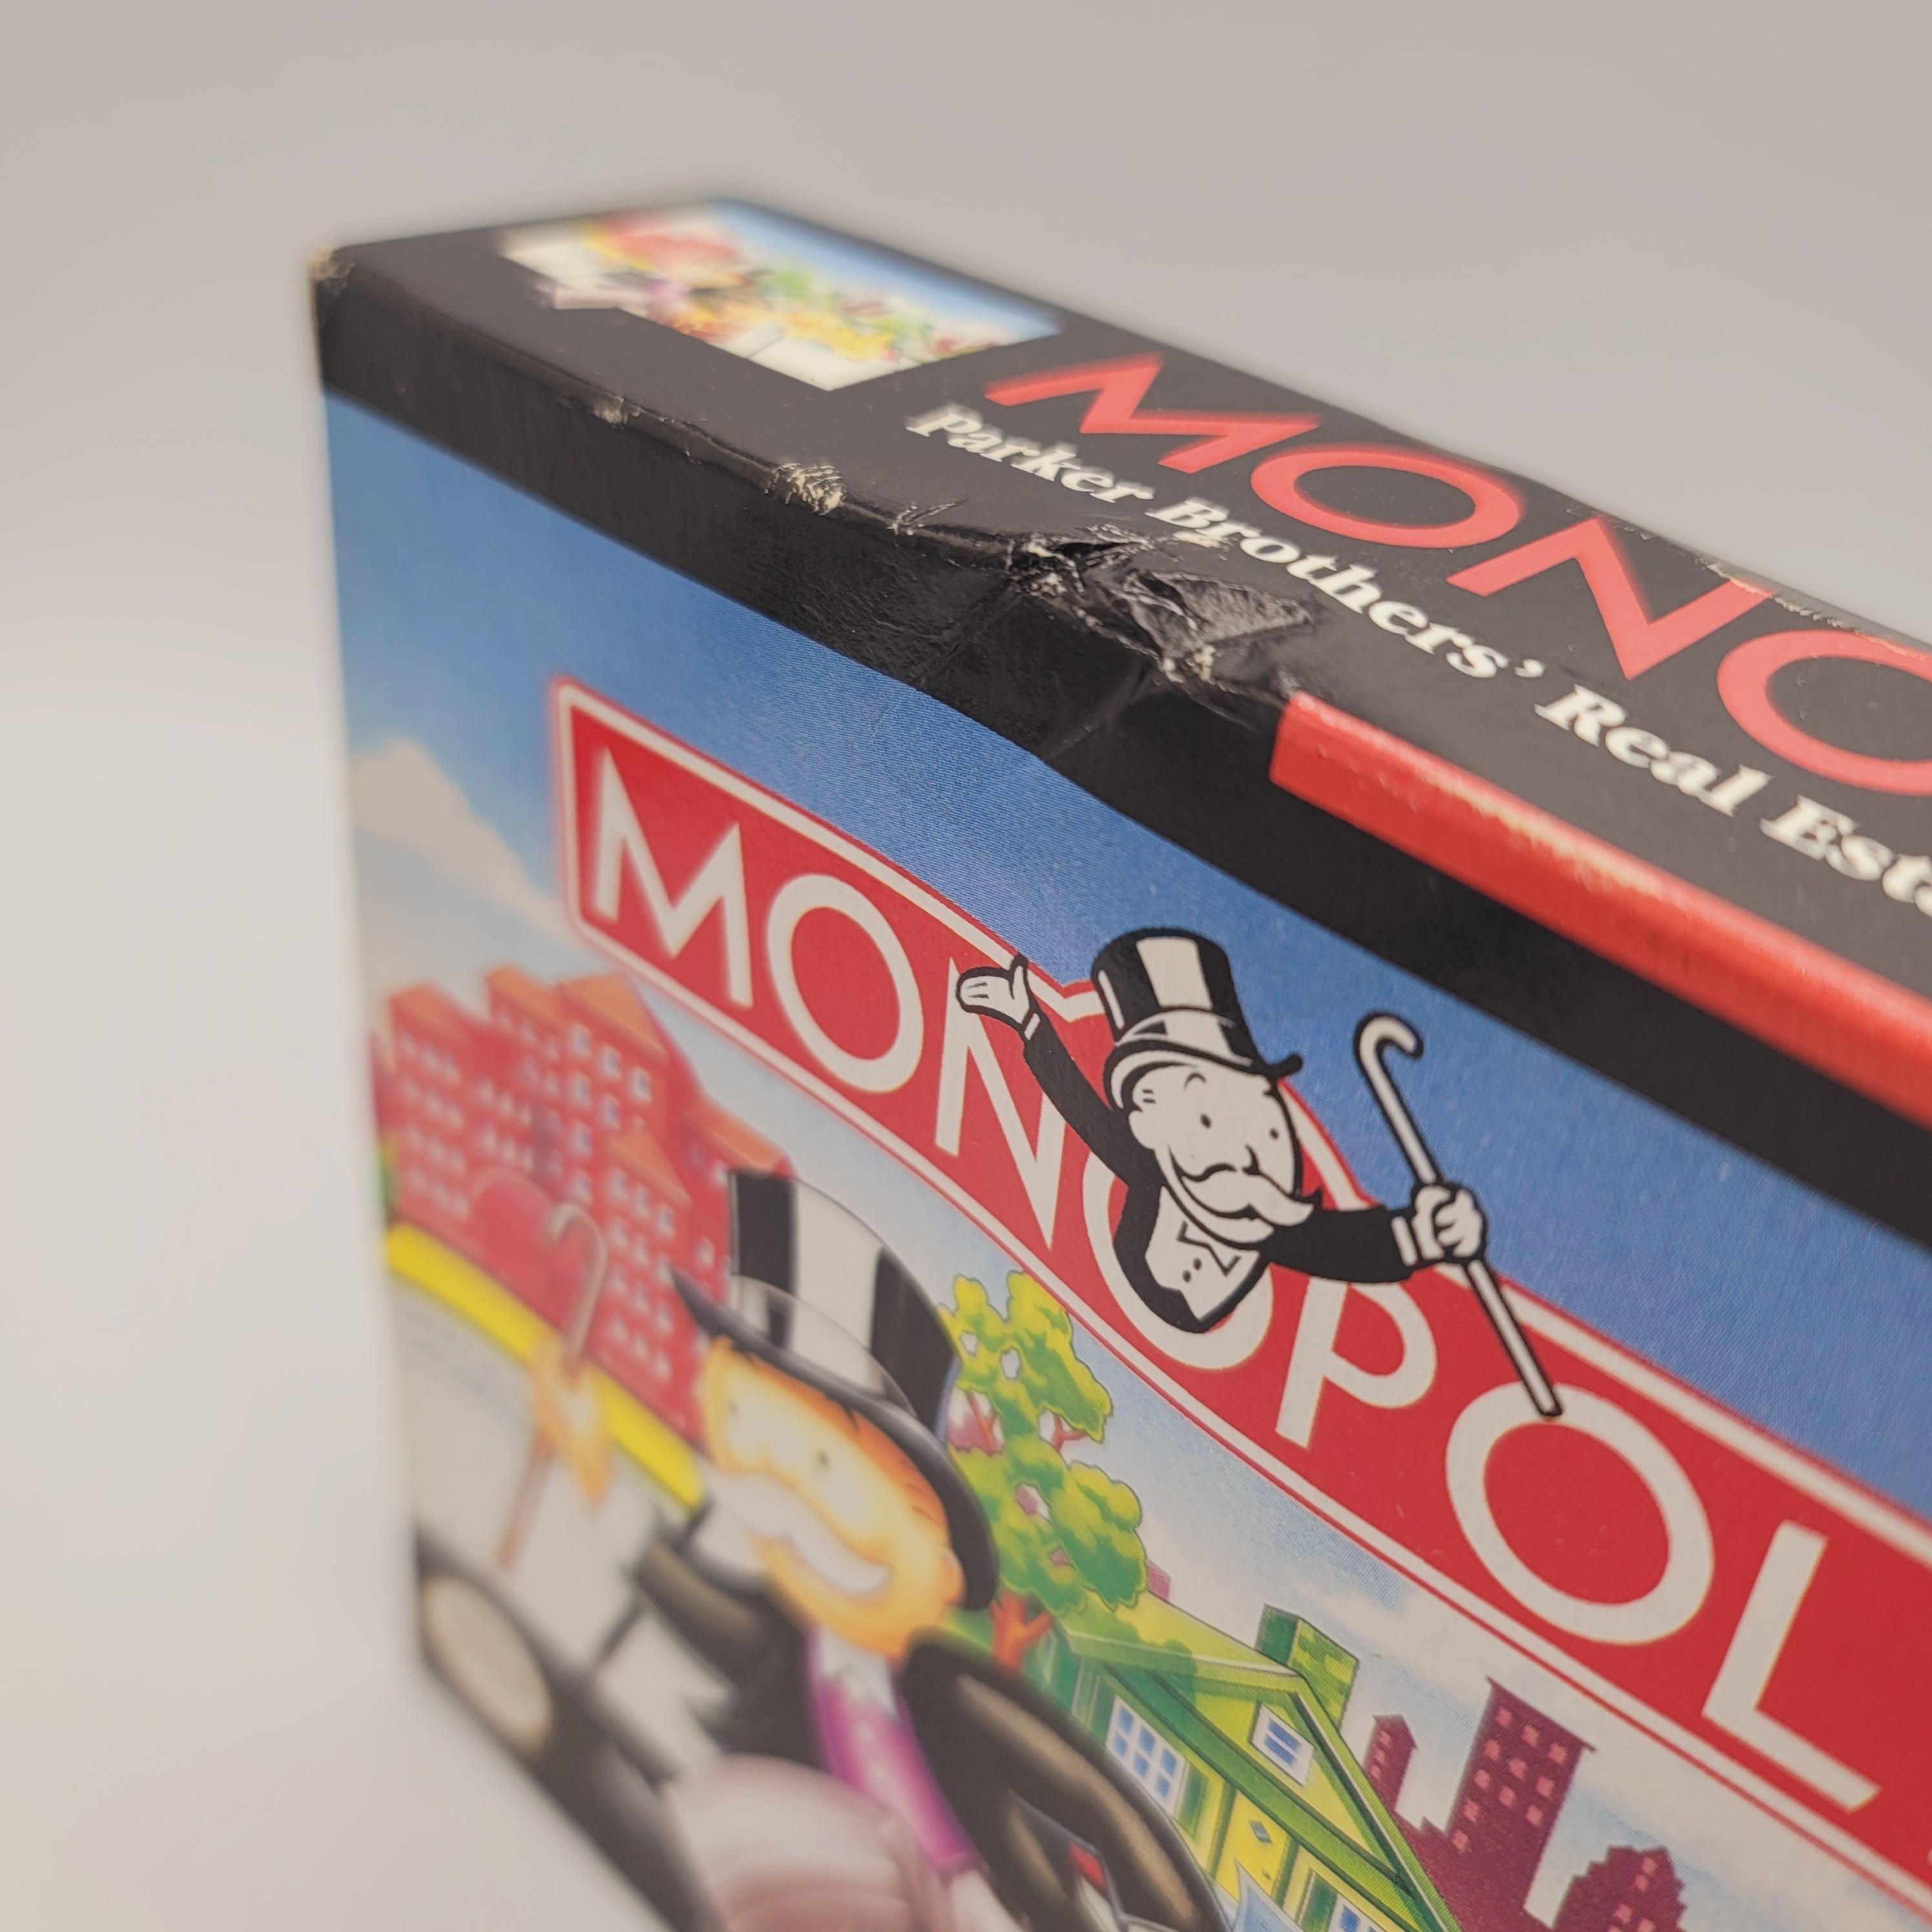 MONO
Parker Brothers' Real Est
MONOPOL